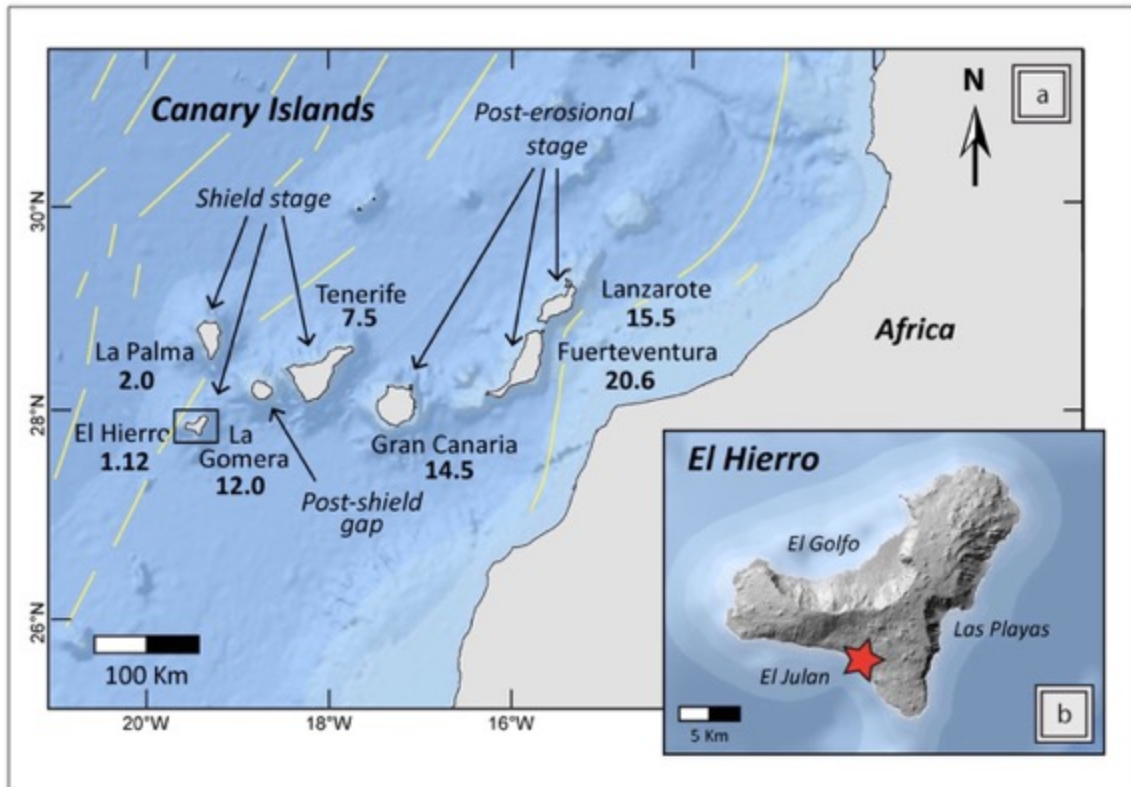 Canary Islands
Post-erosional
stage
N
a
Shield stage
30°N
Tenerife
7.5
Lanzarote
15.5
Africa
La Palma
2.0
Fuerteventura
20.6
28°N
El Hierro
1.12
La
Gomera
12.0
Gran Canaria
14.5
Post-shield
gap
26°N
100 Km
20°W
18°W
16°W
El Hierro
El Golfo
Las Playas
El Julan
5 Km
b